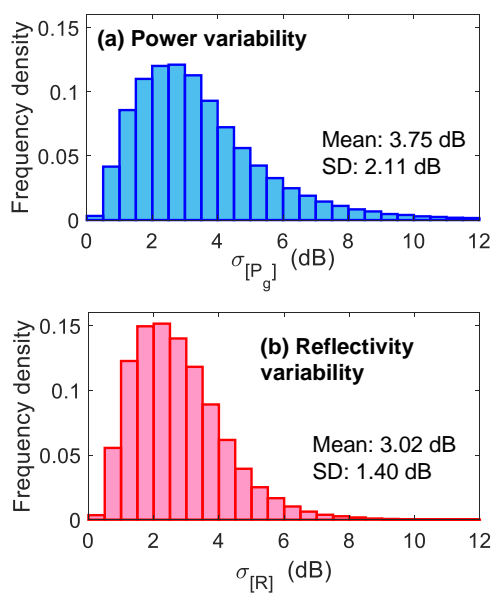 (a) Power variability
Frequency density
0.1
0.05
0
Mean: 3.75 dB
SD: 2.11 dB
0 2 4 6 8 10 12
σ[Pg] (dB)
(b) Reflectivity
variability
Frequency density
0.15
0.1
0.05
0
Mean: 3.02 dB
SD: 1.40 dB
0 2 4 6 8 10 12
σ[R] (dB)